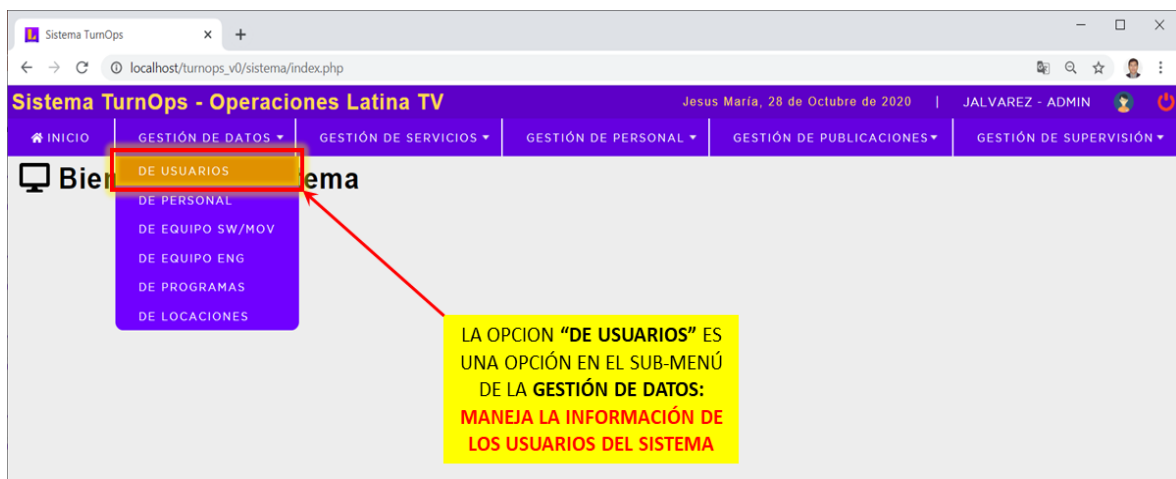 Sistema TurnOps
localhost/turnops_v0/sistema/index.php
Sistema TurnOps - Operaciones Latina TV
Jesus María, 28 de Octubre de 2020 | JALVAREZ - ADMIN
INICIO GESTIÓN DE DATOS GESTIÓN DE SERVICIOS GESTIÓN DE PERSONAL GESTIÓN DE PUBLICACIONES GESTIÓN DE SUPERVISIÓN
Bien ema
DE USUARIOS
DE PERSONAL
DE EQUIPO SW/MOV
DE EQUIPO ENG
DE PROGRAMAS
DE LOCACIONES
LA OPCION “DE USUARIOS” ES
UNA OPCIÓN EN EL SUB-MENÚ
DE LA GESTIÓN DE DATOS:
MANEJA LA INFORMACIÓN DE
LOS USUARIOS DEL SISTEMA